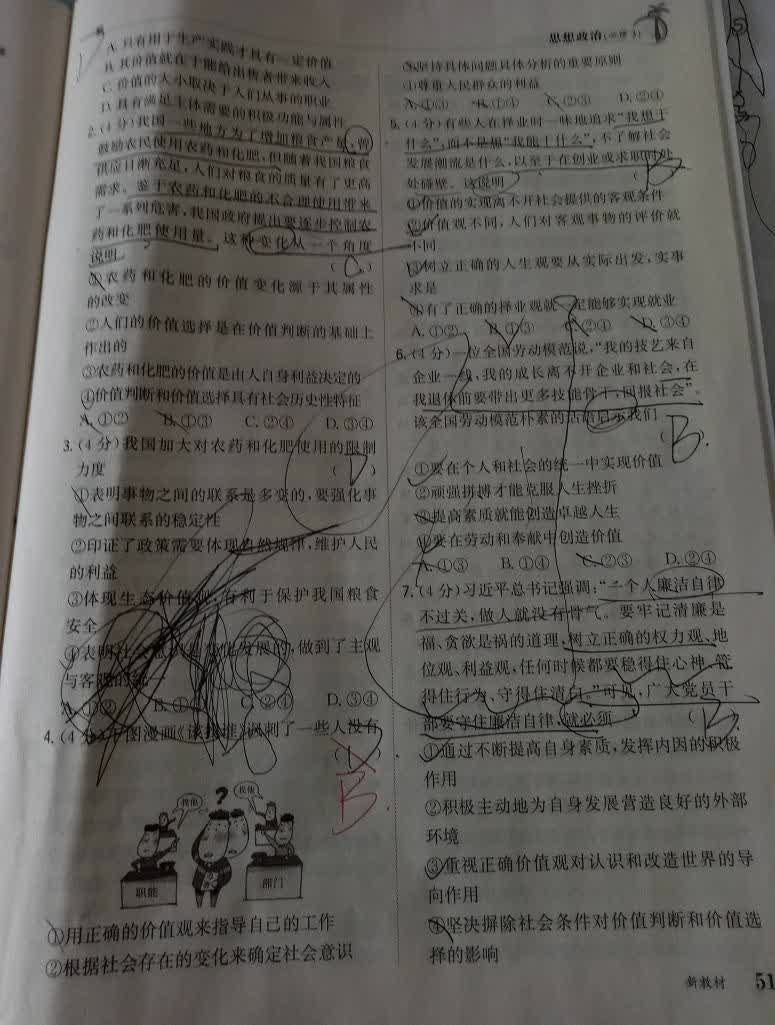 思想政治
A. 只有用于生产实践才具有一定价值
B. 其价值就在于能给出售者带来收入
C. 价值的大小取决于人们从事的职业
D. 具有满足主体需要的积极功能与属性
2.(4分)我国一些地方为了增加粮食产量,曾
鼓励农民使用农药和化肥,但随着我国粮食
供应日渐充足,人们对粮食的质量有了更高
需求。鉴于农药和化肥的不合理使用带来
了一系列危害,我国政府提出要逐步控制农
药和化肥使用量。这种变化从一个角度
说明 ( C. )
①农药和化肥的价值变化源于其属性
的改变
②人们的价值选择是在价值判断的基础上
作出的
③农药和化肥的价值是由人自身利益决定的
④价值判断和价值选择具有社会历史性特征
A. ①② B. ①③ C. ②④ D. ③④
3.(4分)我国加大对农药和化肥使用的限制
力度 ( D )
①表明事物之间的联系是多变的,要强化事
物之间联系的稳定性
②印证了政策需要体现自然规律,维护人民
的利益
③体现生态价值观,有利于保护我国粮食
安全
④表明社会意识是变化发展的,做到了主观
与客观的统一
A. ①② B. ①③ C. ②④ D. ③④
4.(4分)下图漫画《该找谁》讽刺了一些人没有
B.
找他 ? 找他
职能 部门
①用正确的价值观来指导自己的工作
②根据社会存在的变化来确定社会意识
③坚持具体问题具体分析的重要原则
④尊重人民群众的利益
A. ①③ B. ①④ C. ②③ D. ②④
5.(4分)有些人在择业时一味地追求“我想干
什么”,而不是想“我能干什么”,不了解社会
发展潮流是什么,以至于在创业或求职时处
处碰壁。这说明 ( B )
①价值的实现离不开社会提供的客观条件
②价值观不同,人们对客观事物的评价就
不同
③树立正确的人生观要从实际出发,实事
求是
④有了正确的择业观就一定能够实现就业
A. ①② B. ①③ C. ②④ D. ③④
6.(4分)一位全国劳动模范说,“我的技艺来自
企业一线,我的成长离不开企业和社会,在
我退休前要带出更多技能骨干,回报社会”。
该全国劳动模范朴素的话语启示我们
( B. )
①要在个人和社会的统一中实现价值
②顽强拼搏才能克服人生挫折
③提高素质就能创造卓越人生
④要在劳动和奉献中创造价值
A. ①③ B. ①④ C. ②③ D. ②④
7.(4分)习近平总书记强调:“一个人廉洁自律
不过关,做人就没有骨气。要牢记清廉是
福、贪欲是祸的道理,树立正确的权力观、地
位观、利益观,任何时候都要稳得住心神、管
得住行为、守得住清白。”可见,广大党员干
部要守住廉洁自律,就必须 ( B )
①通过不断提高自身素质,发挥内因的积极
作用
②积极主动地为自身发展营造良好的外部
环境
③重视正确价值观对认识和改造世界的导
向作用
④坚决摒除社会条件对价值判断和价值选
择的影响
新教材 51